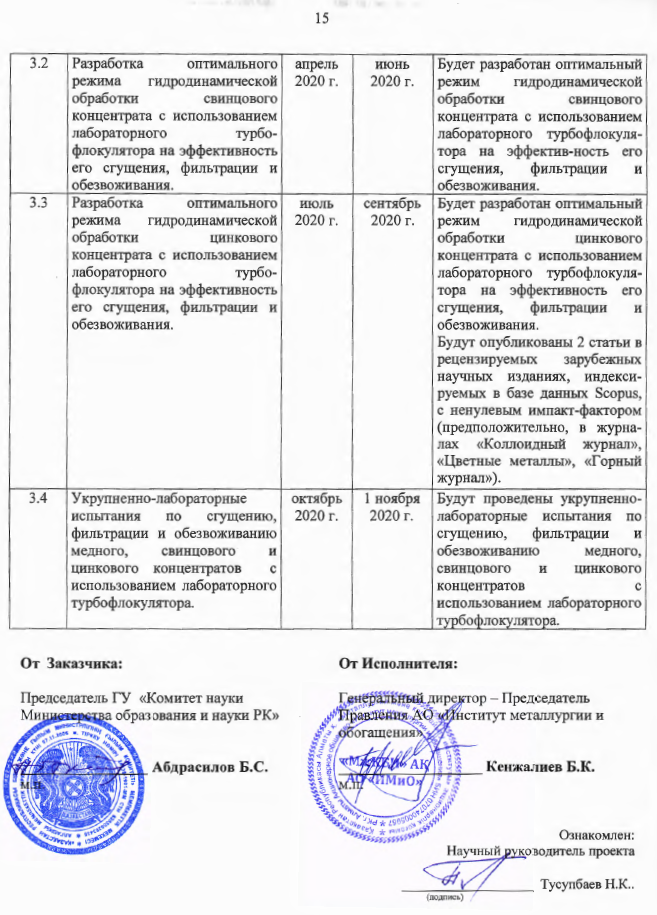 15
3.2
Разработка оптимального
режима гидродинамической
обработки свинцового
концентрата с использованием
лабораторного турбо-
флокулятора на эффективность
его сгущения, фильтрации и
обезвоживания.
апрель
2020 г.
июнь
2020 г.
Будет разработан оптимальный
режим гидродинамической
обработки свинцового
концентрата с использованием
лабораторного турбофлокуля-
тора на эффектив-ность его
сгущения, фильтрации и
обезвоживания.
3.3
Разработка оптимального
режима гидродинамической
обработки цинкового
концентрата с использованием
лабораторного турбо-
флокулятора на эффективность
его сгущения, фильтрации и
обезвоживания.
июль
2020 г.
сентябрь
2020 г.
Будет разработан оптимальный
режим гидродинамической
обработки цинкового
концентрата с использованием
лабораторного турбофлокуля-
тора на эффективность его
сгущения, фильтрации и
обезвоживания.
Будут опубликованы 2 статьи в
рецензируемых зарубежных
научных изданиях, индекси-
руемых в базе данных Scopus,
с ненулевым импакт-фактором
(предположительно, в журна-
лах «Коллоидный журнал»,
«Цветные металлы», «Горный
журнал»).
3.4
Укрупненно-лабораторные
испытания по сгущению,
фильтрации и обезвоживанию
медного, свинцового и
цинкового концентратов с
использованием лабораторного
турбофлокулятора.
октябрь
2020 г.
1 ноября
2020 г.
Будут проведены укрупненно-
лабораторные испытания по
сгущению, фильтрации и
обезвоживанию медного,
свинцового и цинкового
концентратов с
использованием лабораторного
турбофлокулятора.
От Заказчика:
Председатель ГУ «Комитет науки
Министерства образования и науки РК»
Абдрасилов Б.С.
м.п.
От Исполнителя:
Генеральный директор – Председатель
Правления АО «Институт металлургии и
обогащения»
Кенжалиев Б.К.
м.п.
АО «ИМиО»
Ознакомлен:
Научный руководитель проекта
Тусупбаев Н.К..
(подпись)